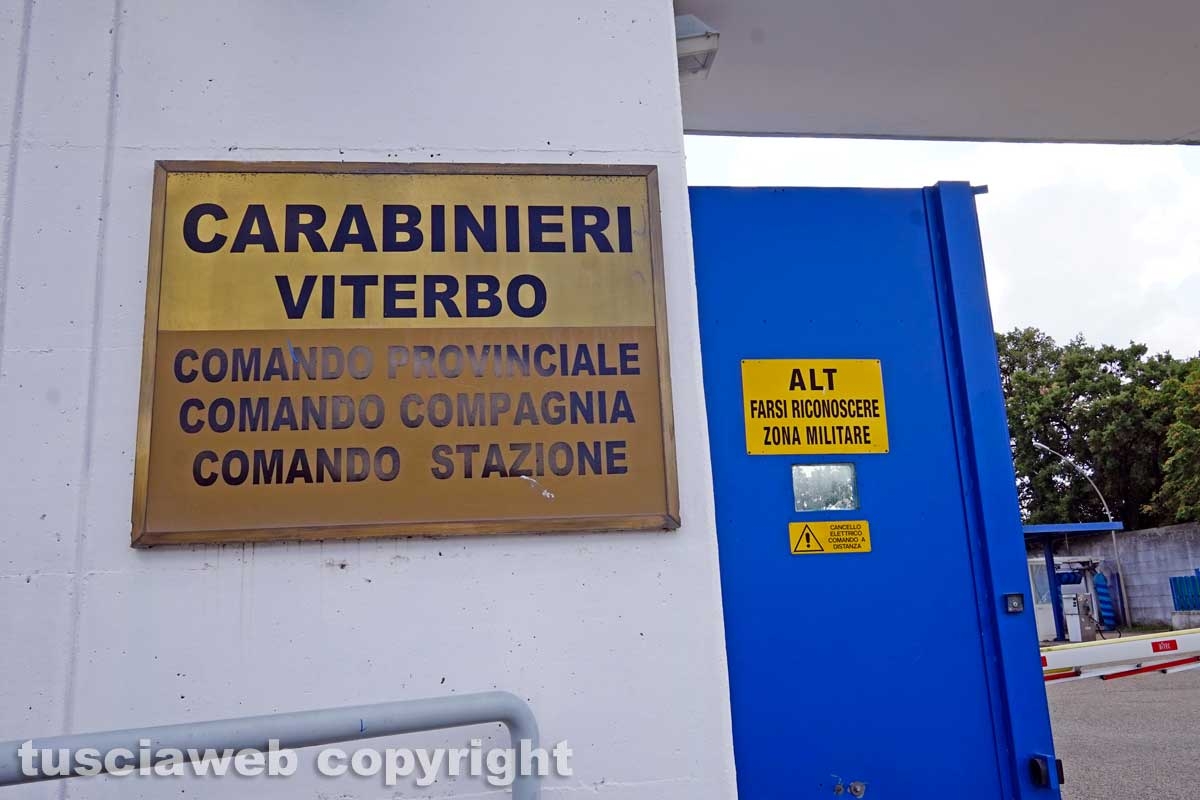 CARABINIERI
VITERBO
COMANDO PROVINCIALE
COMANDO COMPAGNIA
COMANDO STAZIONE
ALT
FARSI RICONOSCERE
ZONA MILITARE
CANCELLO
ELETTRICO
COMANDO A
DISTANZA
tusciaweb copyright